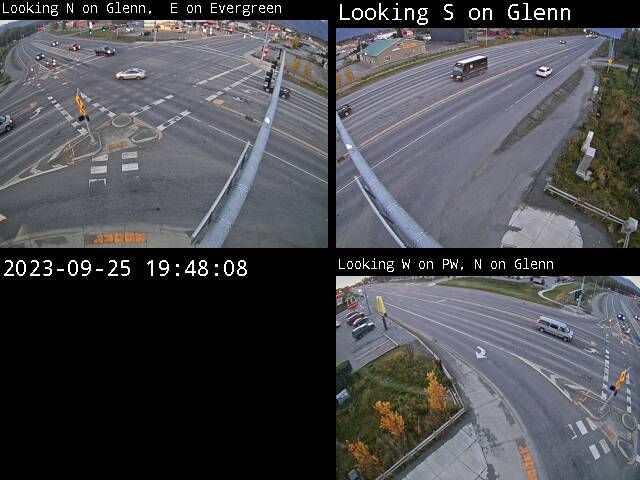 Looking N on Glenn, E on Evergreen
Looking S on Glenn
2023-09-25 19:48:08
Looking W on PW, N on Glenn